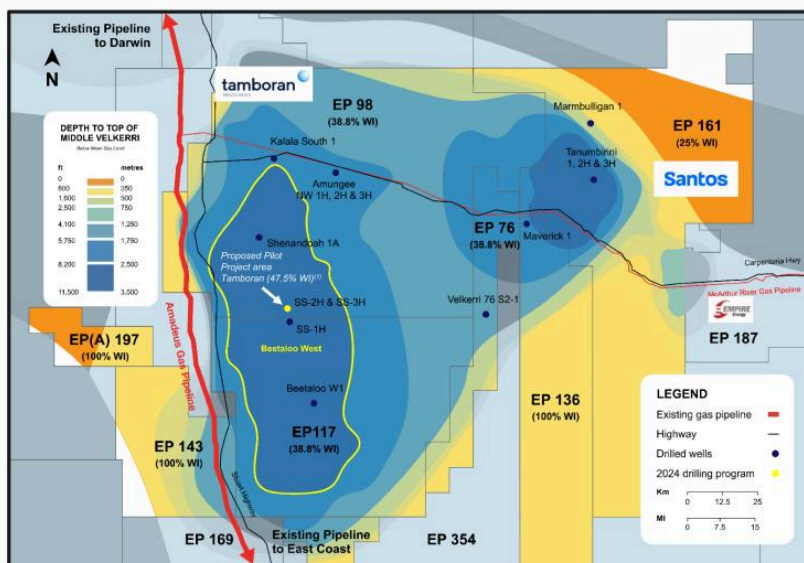 Existing Pipeline
to Darwin
N
tamboran
RESOURCES
EP 98
(38.8% WI)
Marmbulligan 1
EP 161
(25% WI)
DEPTH TO TOP OF
MIDDLE VELKERRI
Below Mean Sea Level
ft metres
0 0
800 250
1,600 500
2,500 750
4,100 1,250
5,750 1,750
8,200 2,500
11,500 3,500
Kalala South 1
Tanumbirini
1, 2H & 3H
Santos
Amungee
NW 1H, 2H & 3H
EP 76
(38.8% WI)
Maverick 1
Shenandoah 1A
Proposed Pilot
Project area
Tamboran (47.5% WI)(1)
Carpentaria Hwy
McArthur River Gas Pipeline
SS-2H & SS-3H
SS-1H
Velkerri 76 S2-1
EMPIRE
Energy
EP 187
Amadeus Gas Pipeline
EP(A) 197
(100% WI)
Beetaloo West
Beetaloo W1
EP117
(38.8% WI)
EP 136
(100% WI)
EP 143
(100% WI)
Stuart Highway
LEGEND
Existing gas pipeline
Highway
Drilled wells
2024 drilling program
Km
0 12.5 25
Mi
0 7.5 15
EP 169
Existing Pipeline
to East Coast
EP 354